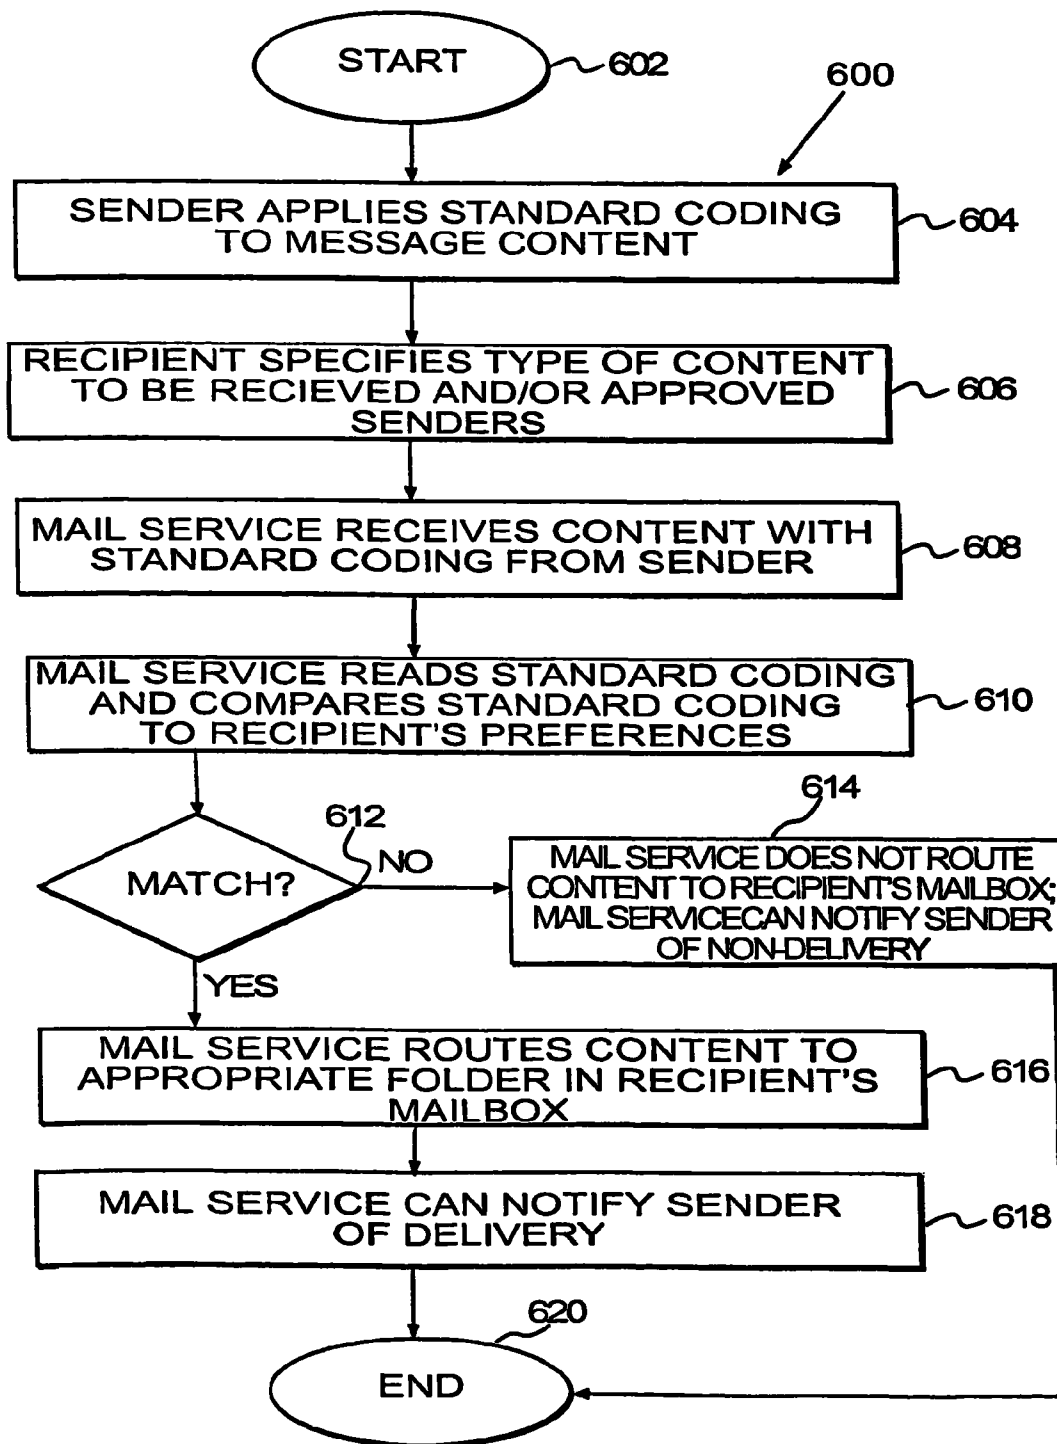 START
602
600
SENDER APPLIES STANDARD CODING
TO MESSAGE CONTENT
604
RECIPIENT SPECIFIES TYPE OF CONTENT
TO BE RECIEVED AND/OR APPROVED
SENDERS
606
MAIL SERVICE RECEIVES CONTENT WITH
STANDARD CODING FROM SENDER
608
MAIL SERVICE READS STANDARD CODING
AND COMPARES STANDARD CODING
TO RECIPIENT'S PREFERENCES
610
MATCH?
612
NO
614
MAIL SERVICE DOES NOT ROUTE
CONTENT TO RECIPIENT'S MAILBOX;
MAIL SERVICE CAN NOTIFY SENDER
OF NON-DELIVERY
YES
MAIL SERVICE ROUTES CONTENT TO
APPROPRIATE FOLDER IN RECIPIENT'S
MAILBOX
616
MAIL SERVICE CAN NOTIFY SENDER
OF DELIVERY
618
620
END